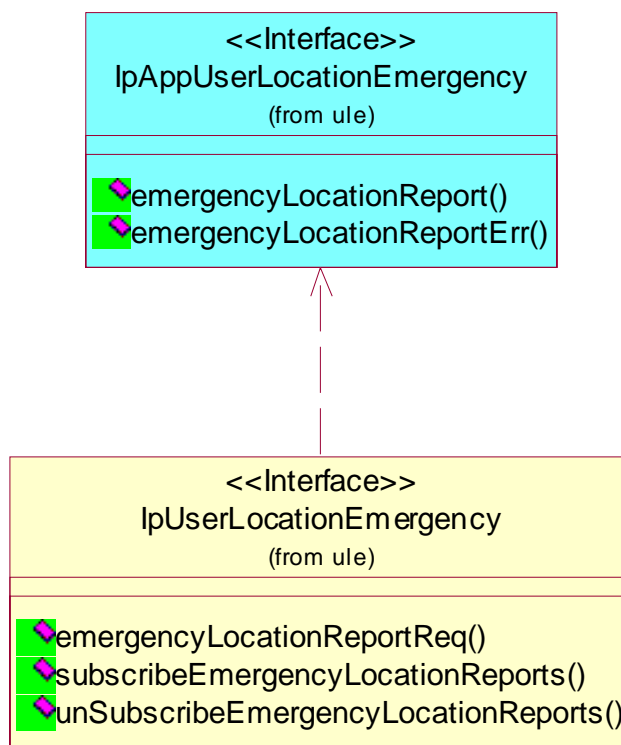 <<Interface>>
IpAppUserLocationEmergency
(from ule)
emergencyLocationReport()
emergencyLocationReportErr()
<<Interface>>
IpUserLocationEmergency
(from ule)
emergencyLocationReportReq()
subscribeEmergencyLocationReports()
unSubscribeEmergencyLocationReports()